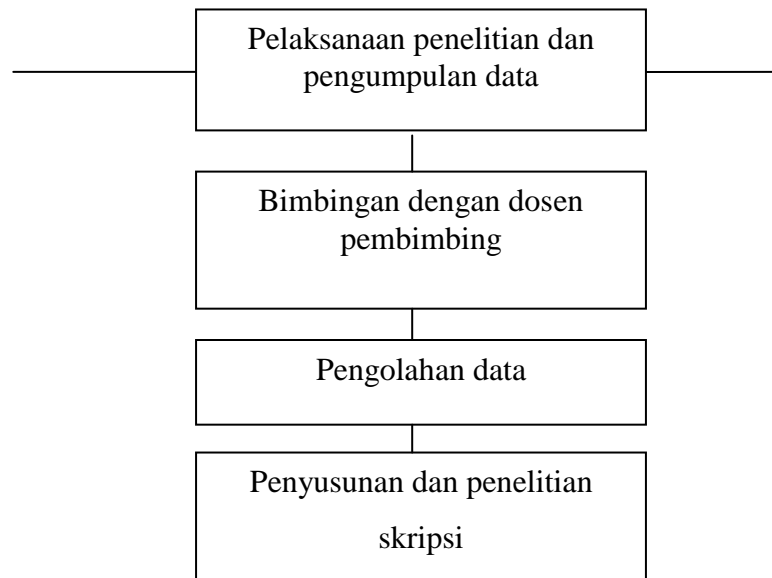 Pelaksanaan penelitian dan
pengumpulan data
Bimbingan dengan dosen
pembimbing
Pengolahan data
Penyusunan dan penelitian
skripsi